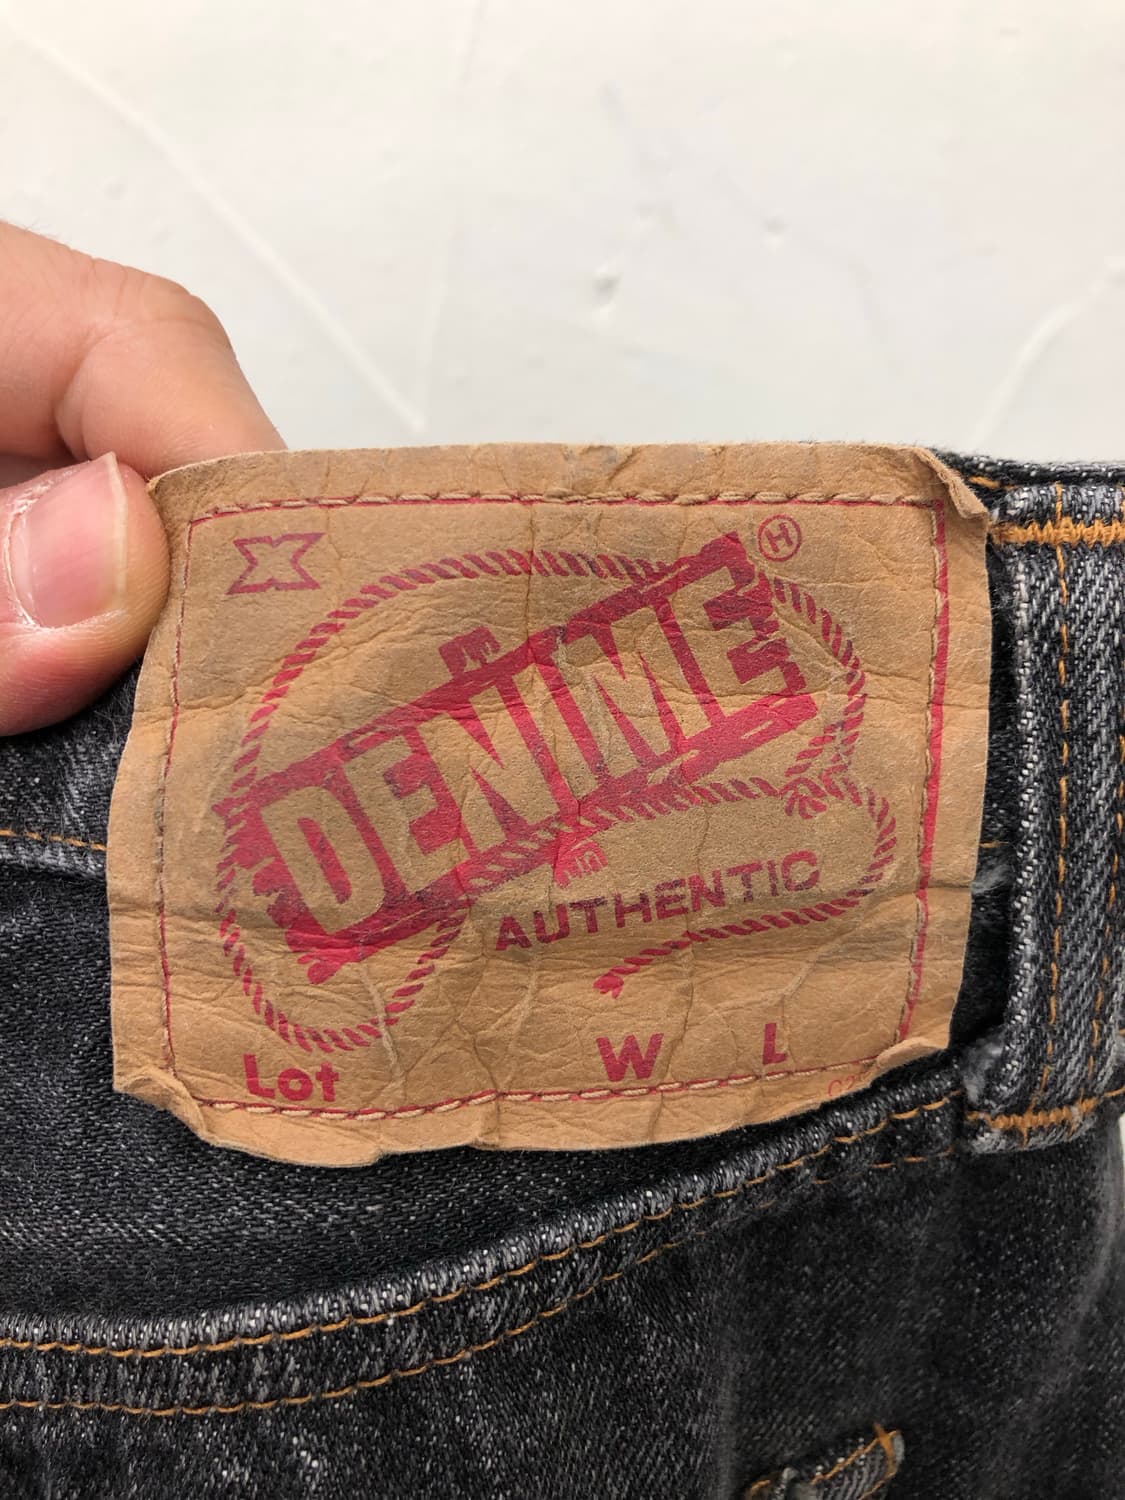 X
Ⓗ
DENIME
AUTHENTIC
Lot W L